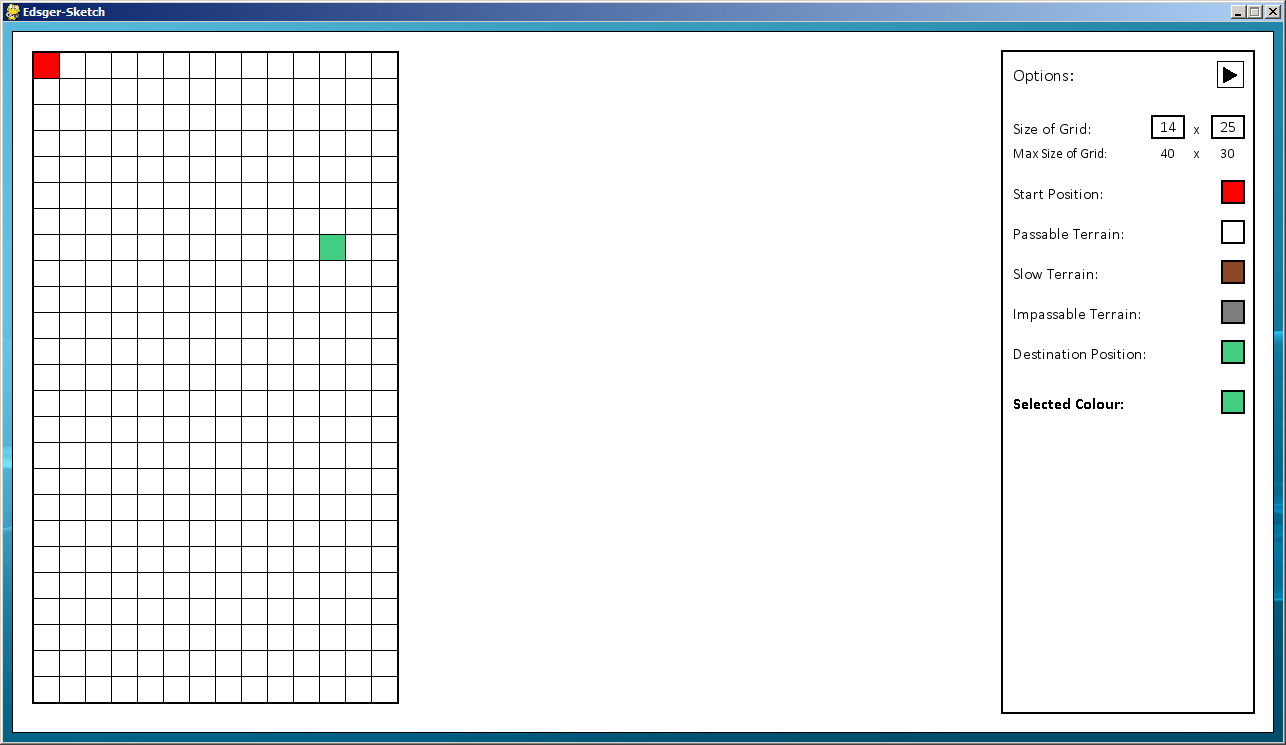 Edsger-Sketch
Options:
Size of Grid: 14 x 25
Max Size of Grid: 40 x 30
Start Position:
Passable Terrain:
Slow Terrain:
Impassable Terrain:
Destination Position:
Selected Colour: